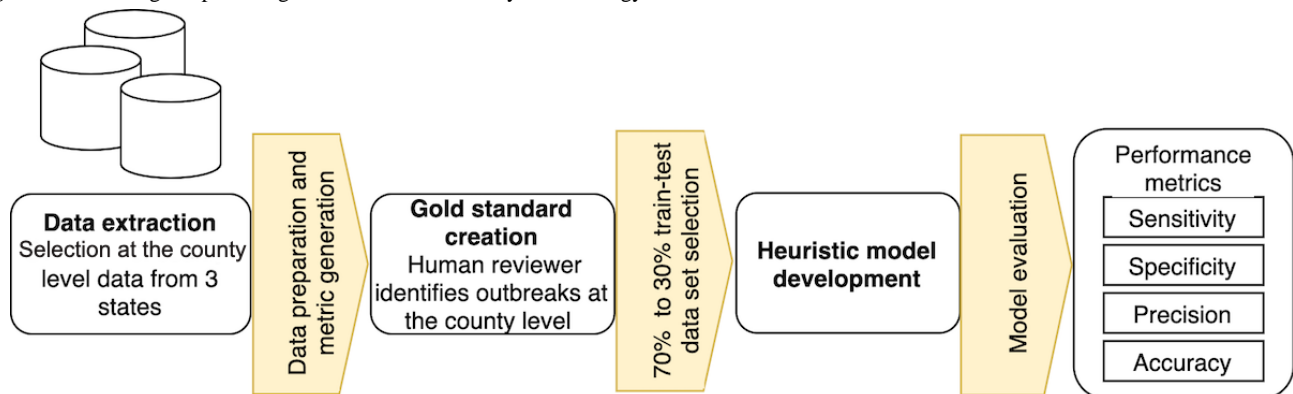 Data extraction
Selection at the county
level data from 3
states
Data preparation and
metric generation
Gold standard
creation
Human reviewer
identifies outbreaks at
the county level
70% to 30% train-test
data set selection
Heuristic model
development
Model evaluation
Performance
metrics
Sensitivity
Specificity
Precision
Accuracy